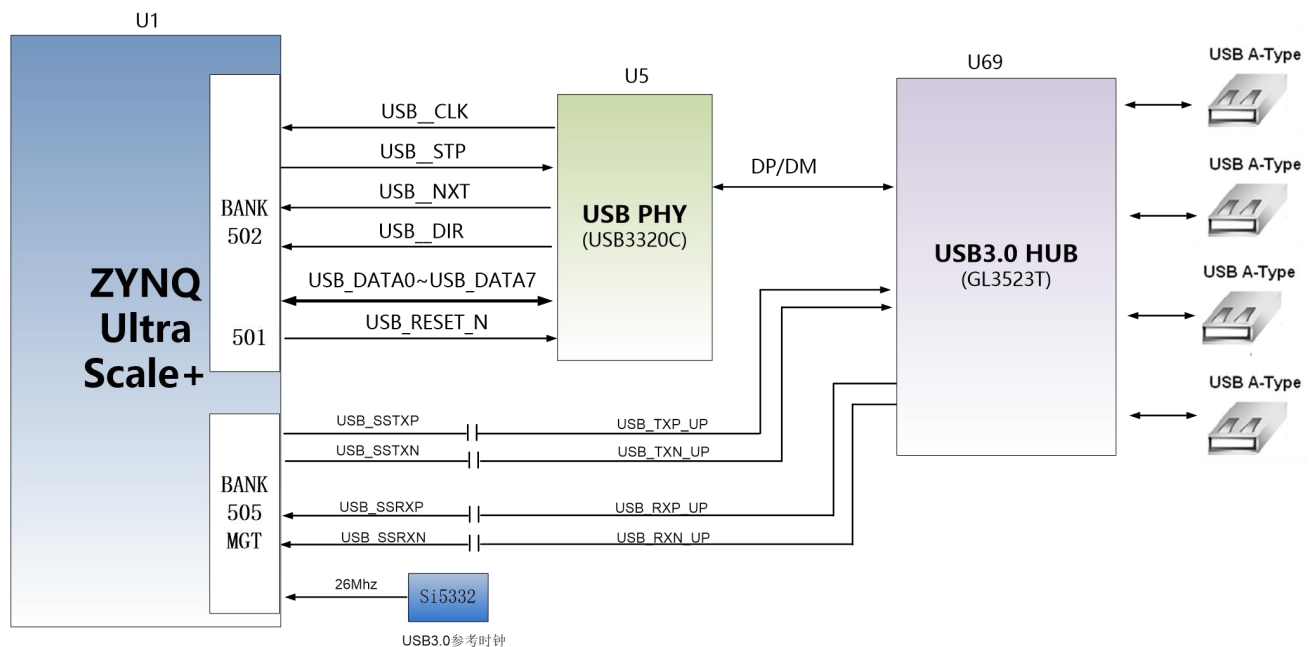 U1
U5
U69
USB A-Type
USB A-Type
USB A-Type
USB A-Type
ZYNQ
Ultra
Scale+
BANK
502
501
USB__CLK
USB__STP
USB__NXT
USB__DIR
USB_DATA0~USB_DATA7
USB_RESET_N
USB PHY
(USB3320C)
DP/DM
USB3.0 HUB
(GL3523T)
BANK
505
MGT
USB_SSTXP
USB_TXP_UP
USB_SSTXN
USB_TXN_UP
USB_SSRXP
USB_RXP_UP
USB_SSRXN
USB_RXN_UP
26Mhz
Si5332
USB3.0参考时钟